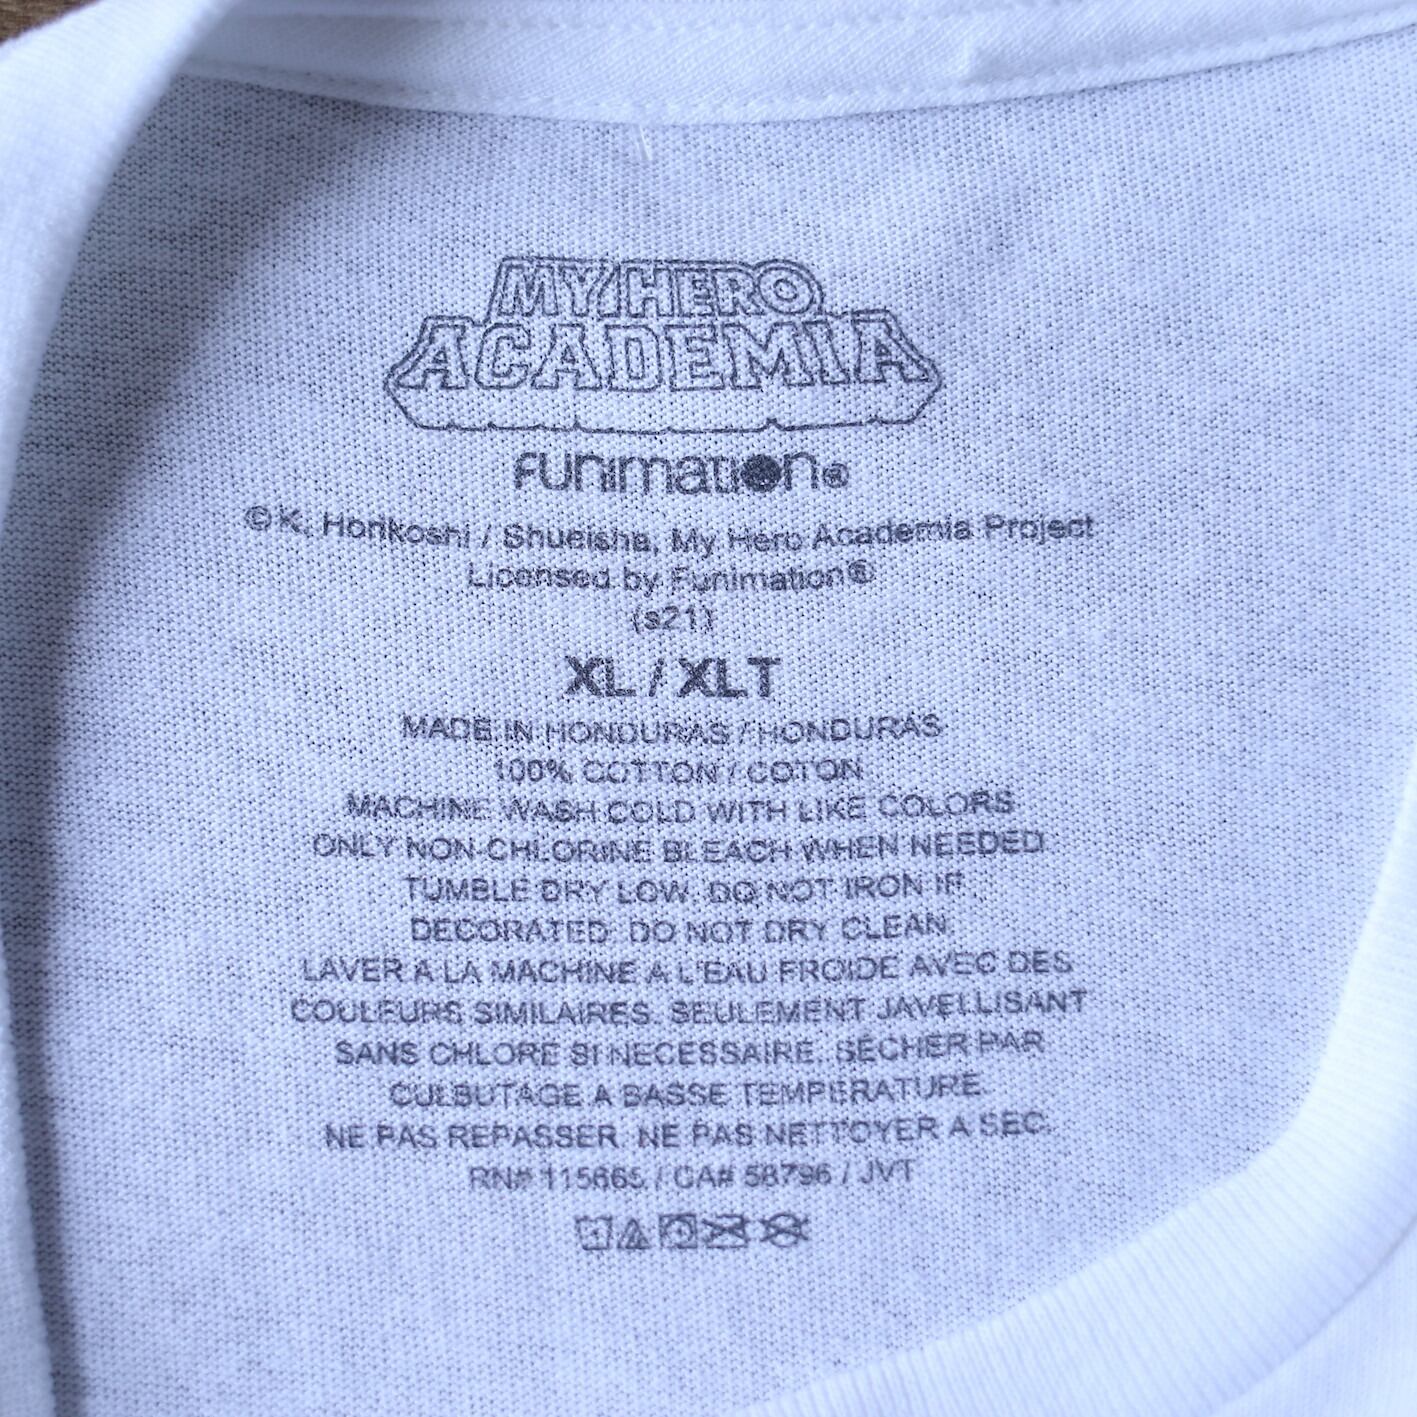 MY HERO
ACADEMIA
FUnimation®
©K. Horikoshi / Shueisha, My Hero Academia Project
Licensed by Funimation®
(s21)
XL / XLT
MADE IN HONDURAS / HONDURAS
100% COTTON / COTON
MACHINE WASH COLD WITH LIKE COLORS
ONLY NON-CHLORINE BLEACH WHEN NEEDED
TUMBLE DRY LOW. DO NOT IRON IF
DECORATED. DO NOT DRY CLEAN.
LAVER A LA MACHINE A L'EAU FROIDE AVEC DES
COULEURS SIMILAIRES. SEULEMENT JAVELLISANT
SANS CHLORE SI NECESSAIRE. SECHER PAR
CULBUTAGE A BASSE TEMPERATURE.
NE PAS REPASSER. NE PAS NETTOYER A SEC.
RN# 115665 / CA# 58796 / JVT